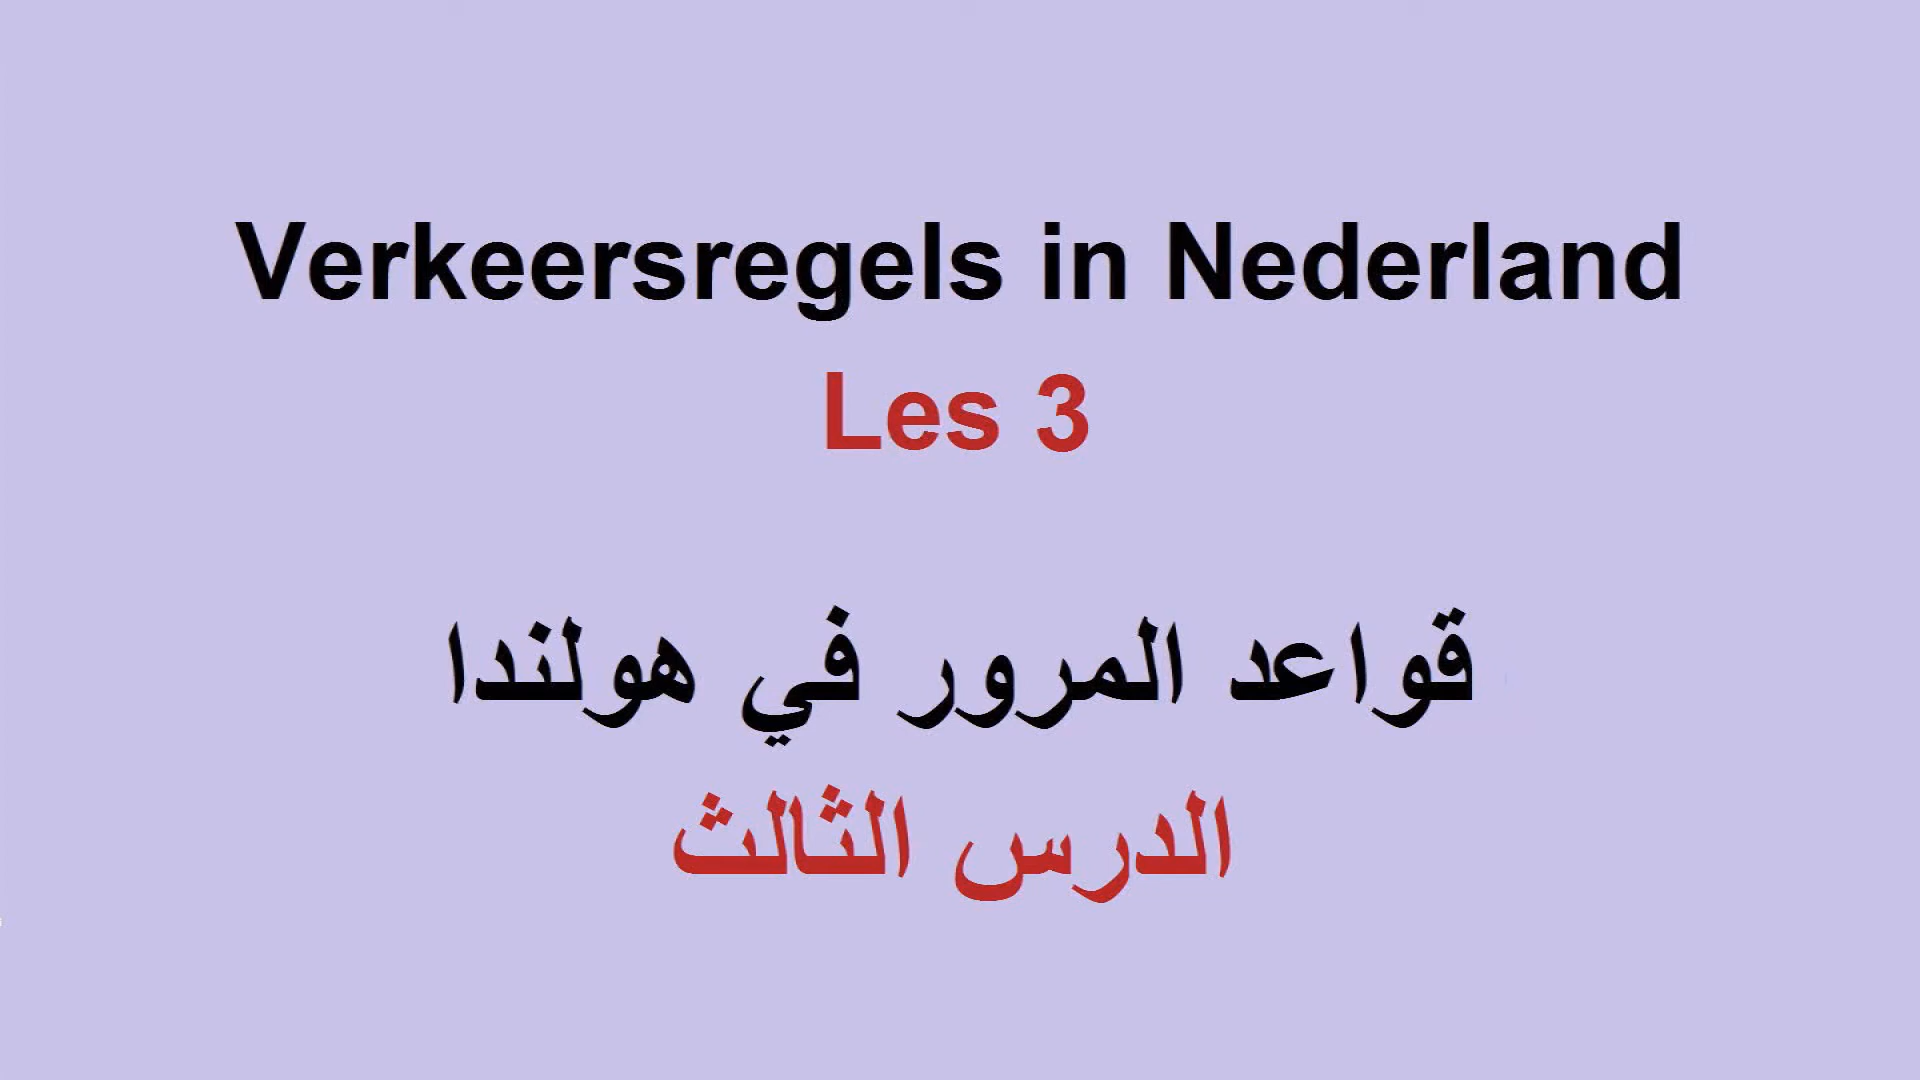 Verkeersregels in Nederland
Les 3
قواعد المرور في هولندا
الدرس الثالث